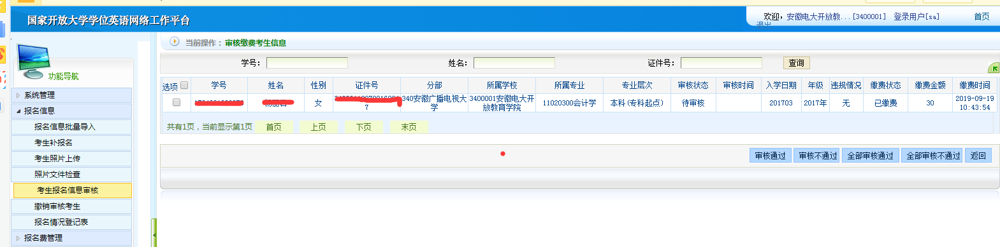 国家开放大学学位英语网络工作平台
欢迎，安徽电大开放教...[3400001] 登录用户[sa] 首页
退出
当前操作：审核缴费考生信息
学号： 姓名： 证件号： 查询
功能导航
系统管理
报名信息
报名信息批量导入
考生补报名
考生照片上传
照片文件检查
考生报名信息审核
撤销审核考生
报名情况登记表
报名费管理
选项 学号 姓名 性别 证件号 分部 所属学校 所属专业 专业层次 审核状态 审核时间 入学日期 年级 违规情况 缴费状态 缴费金额 缴费时间
女 7 340安徽广播电视大学 3400001安徽电大开放教育学院 11020300会计学 本科(专科起点) 待审核 201703 2017年 无 已缴费 30 2019-09-19 10:43:54
共有1页，当前显示第1页 首页 上页 下页 末页
审核通过 审核不通过 全部审核通过 全部审核不通过 返回